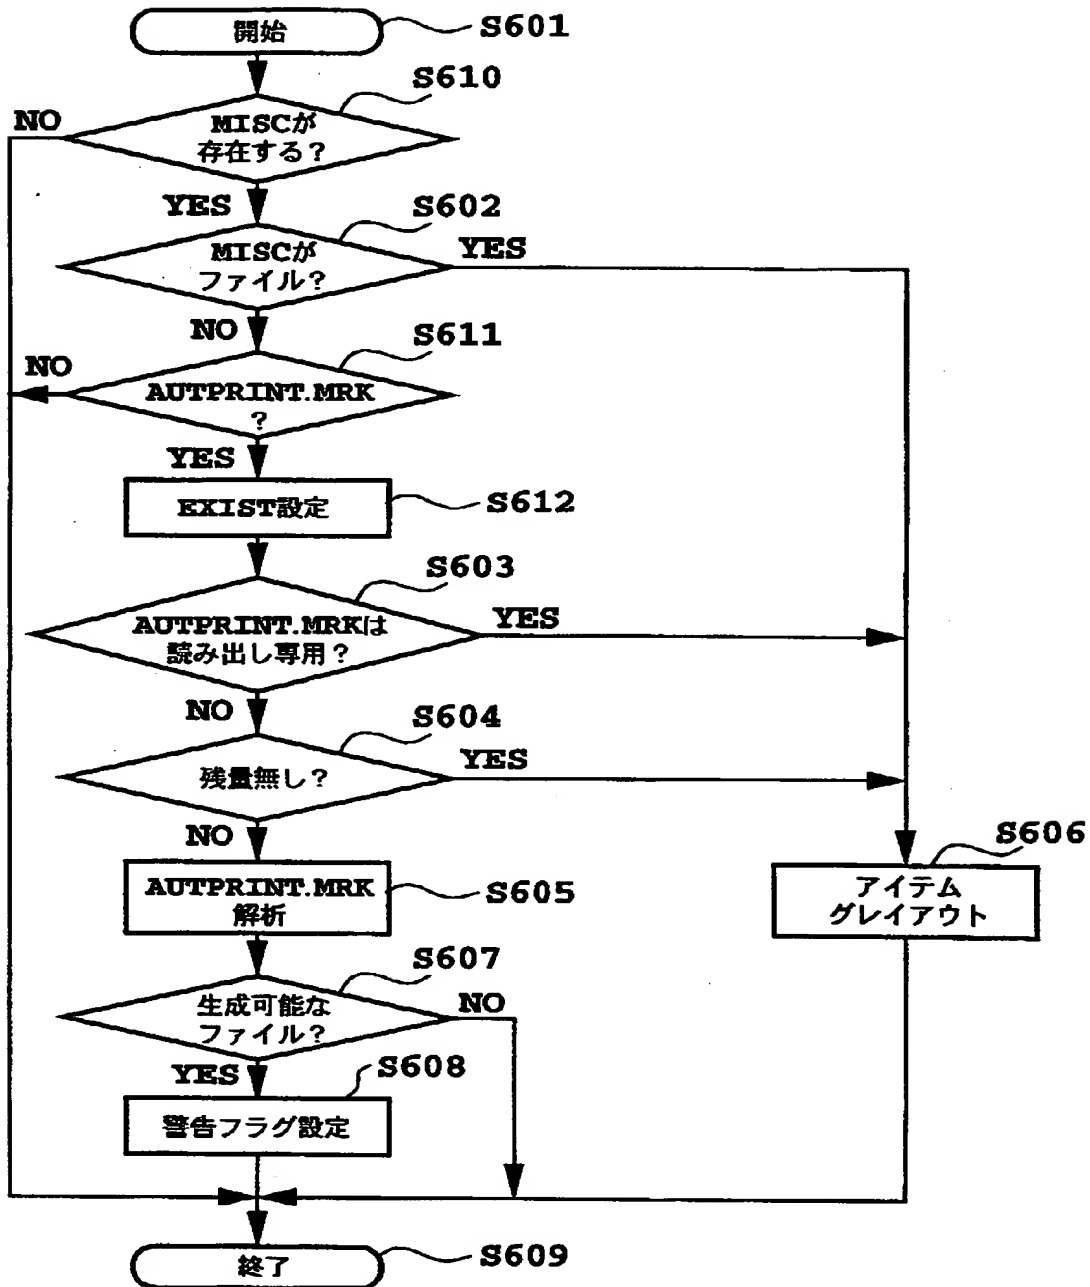 開始
S601
S610
NO
MISCが
存在する?
YES
S602
MISCが
ファイル?
YES
NO
S611
NO
AUTPRINT.MRK
?
YES
EXIST設定
S612
S603
AUTPRINT.MRKは
読み出し専用?
YES
NO
S604
残量無し?
YES
NO
S606
AUTPRINT.MRK
解析
S605
アイテム
グレイアウト
S607
生成可能な
ファイル?
NO
YES
S608
警告フラグ設定
終了
S609